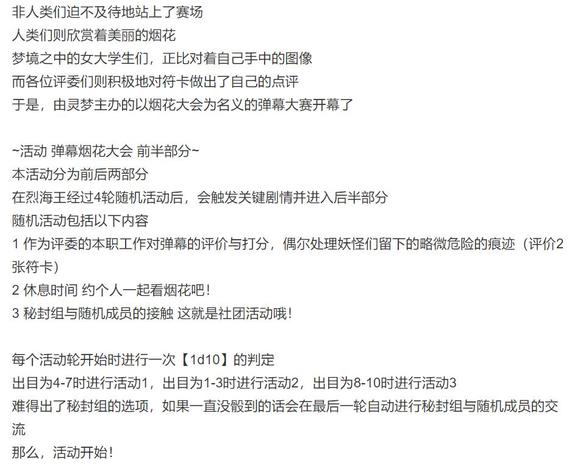 非人类们迫不及待地站上了赛场
人类们则欣赏着美丽的烟花
梦境之中的女大学生们，正比对着自己手中的图像
而各位评委们则积极地对符卡做出了自己的点评
于是，由灵梦主办的以烟花大会为名义的弹幕大赛开幕了
~活动 弹幕烟花大会 前半部分~
本活动分为前后两部分
在烈海王经过4轮随机活动后，会触发关键剧情并进入后半部分
随机活动包括以下内容
1 作为评委的本职工作对弹幕的评价与打分，偶尔处理妖怪们留下的略微危险的痕迹（评价2
张符卡）
2 休息时间 约个人一起看烟花吧！
3 秘封组与随机成员的接触 这就是社团活动哦！
每个活动轮开始时进行一次【1d10】的判定
出目为4-7时进行活动1，出目为1-3时进行活动2，出目为8-10时进行活动3
难得出了秘封组的选项，如果一直没骰到的话会在最后一轮自动进行秘封组与随机成员的交
流
那么，活动开始！